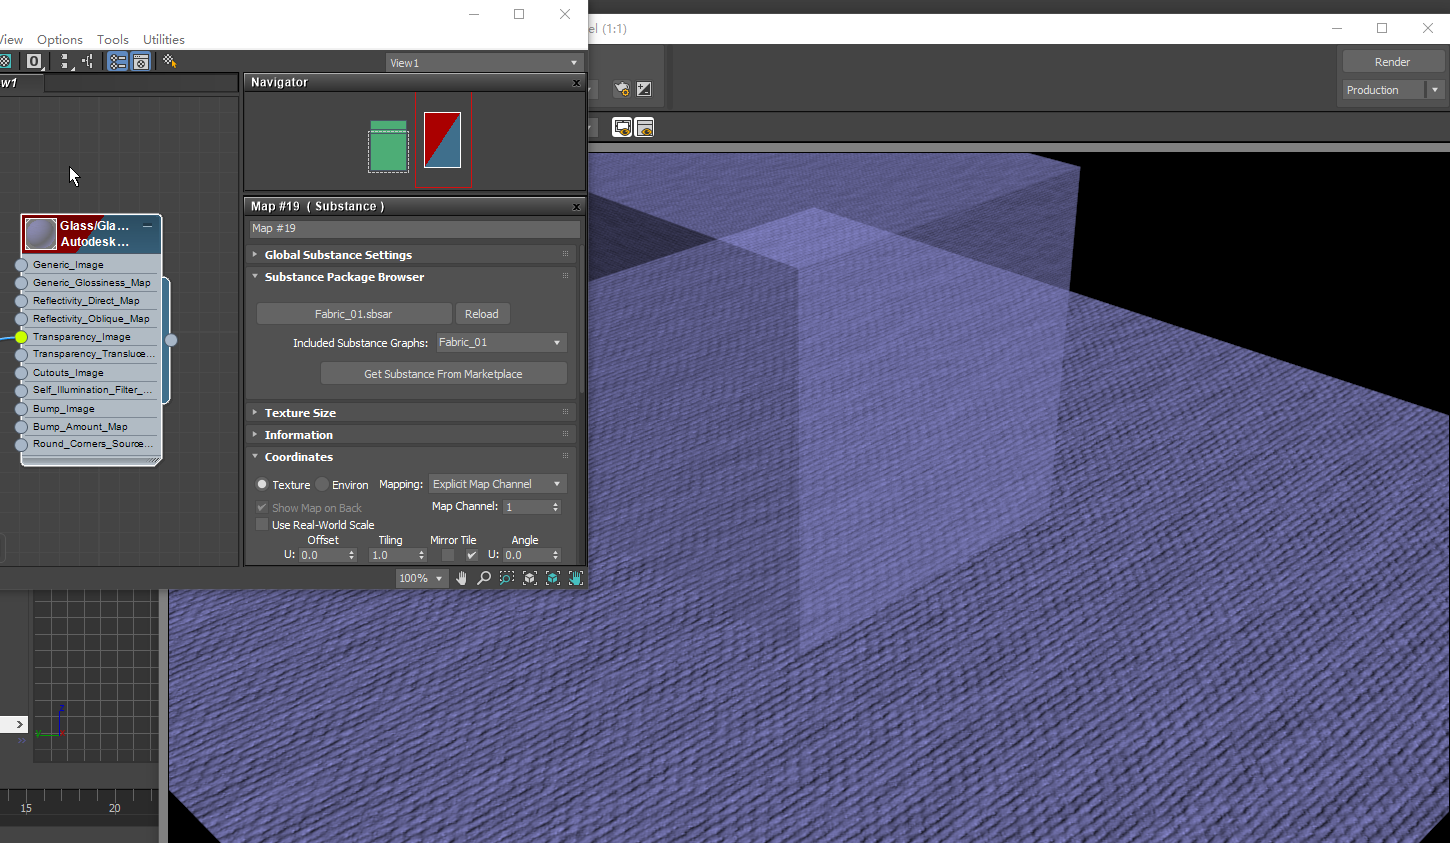 View Options Tools Utilities
0
View1
w1
Navigator
Glass/Gla...
Autodesk...
Generic_Image
Generic_Glossiness_Map
Reflectivity_Direct_Map
Reflectivity_Oblique_Map
Transparency_Image
Transparency_Transluce...
Cutouts_Image
Self_Illumination_Filter_...
Bump_Image
Bump_Amount_Map
Round_Corners_Source...
Map #19 ( Substance )
Map #19
Global Substance Settings
Substance Package Browser
Fabric_01.sbsar Reload
Included Substance Graphs: Fabric_01
Get Substance From Marketplace
Texture Size
Information
Coordinates
Texture Environ Mapping: Explicit Map Channel
Show Map on Back Map Channel: 1
Use Real-World Scale
Offset Tiling Mirror Tile Angle
U: 0.0 1.0 U: 0.0
100%
el (1:1)
Render
Production
z
y
x
>
>>
15 20